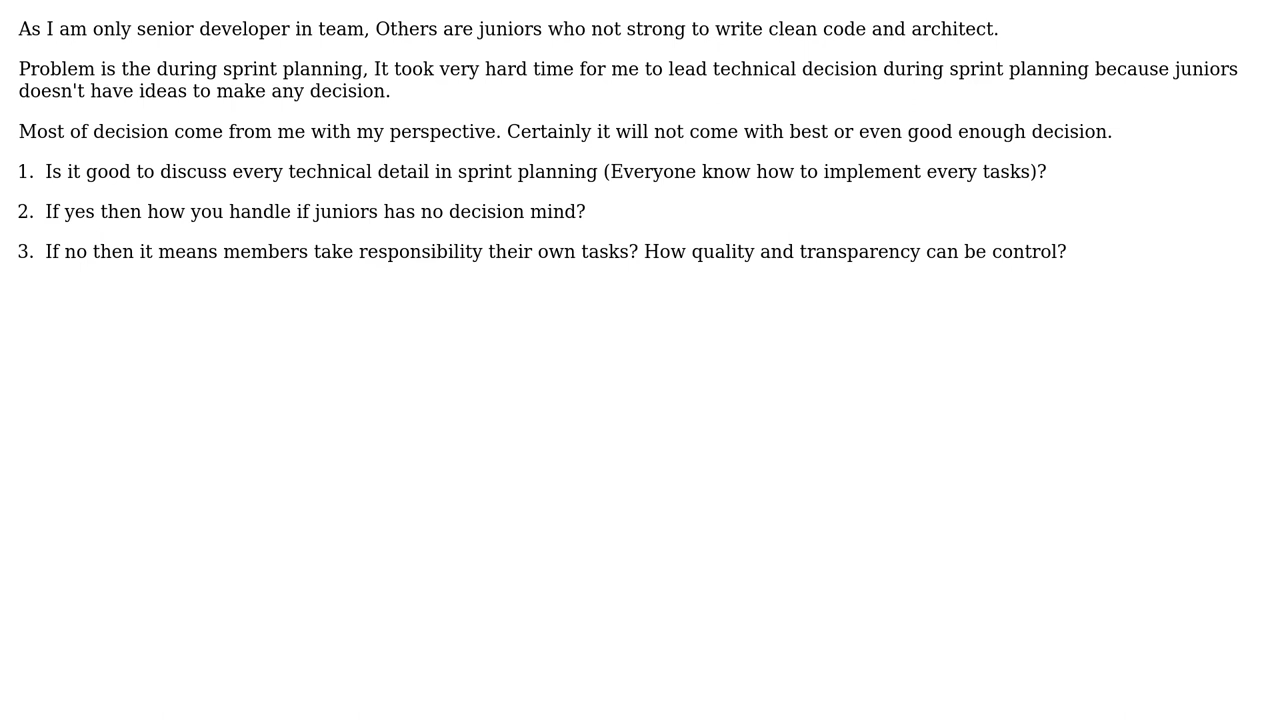 As I am only senior developer in team, Others are juniors who not strong to write clean code and architect.
Problem is the during sprint planning, It took very hard time for me to lead technical decision during sprint planning because juniors
doesn't have ideas to make any decision.
Most of decision come from me with my perspective. Certainly it will not come with best or even good enough decision.
1. Is it good to discuss every technical detail in sprint planning (Everyone know how to implement every tasks)?
2. If yes then how you handle if juniors has no decision mind?
3. If no then it means members take responsibility their own tasks? How quality and transparency can be control?